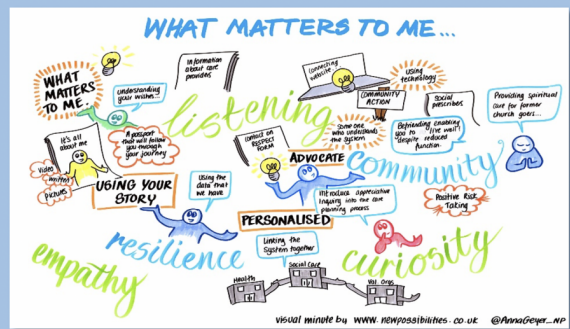 WHAT MATTERS TO ME...
WHAT
MATTERS
TO ME.
understanding
your wishes..
Information
about care
providers
Connecting
website
using
technology
COMMUNITY
ACTION
Social
prescribers
Providing spiritual
care for former
church goers...
listening
It's all
about me
A passport
that will follow
you through
your journey
Video
written
pictures
USING YOUR
STORY
Using the
data that
we have
contact on
RESPECT
FORM
Some one
who understands
the system
ADVOCATE
Befriending enabling
you to "live well"
despite reduced
function.
community
Introduce appreciative
Inquiry into the care
planning process
Positive Risk
Taking
PERSONALISED
empathy
resilience
Linking the
System together
Health
Social Care
Vol Orgs
curiosity
visual minute by www.newpossibilities.co.uk @AnnaGeyer_NP